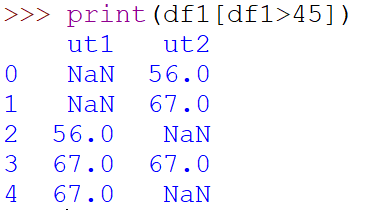 >>> print(df1[df1>45])
    ut1   ut2
0   NaN  56.0
1   NaN  67.0
2  56.0   NaN
3  67.0  67.0
4  67.0   NaN